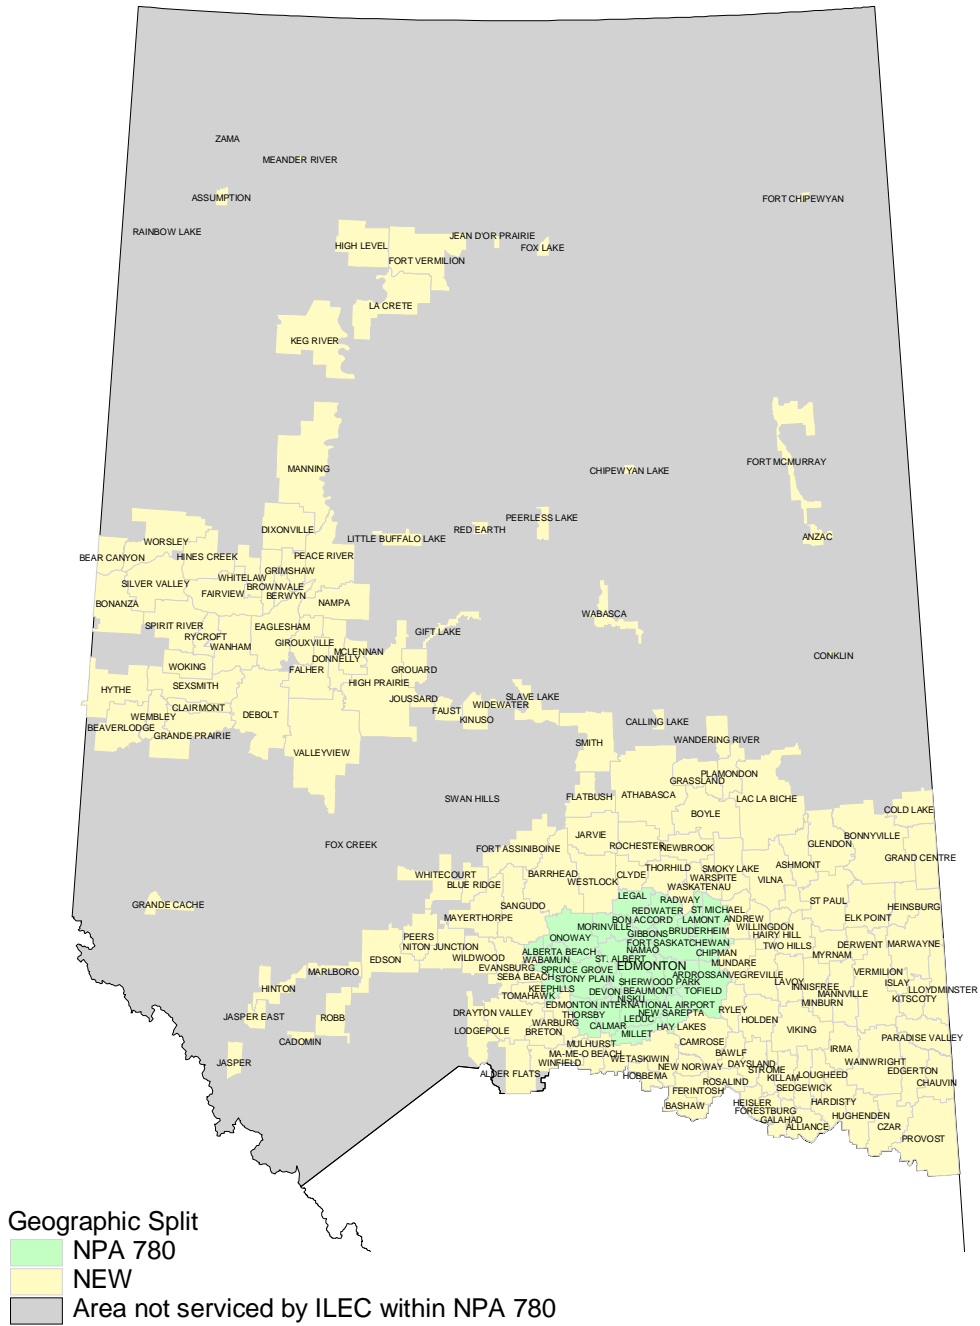 ZAMA
MEANDER RIVER
ASSUMPTION
FORT CHIPEWYAN
RAINBOW LAKE
JEAN D'OR PRAIRIE
HIGH LEVEL
FOX LAKE
FORT VERMILION
LA CRETE
KEG RIVER
FORT MCMURRAY
MANNING
CHIPEWYAN LAKE
PEERLESS LAKE
DIXONVILLE
RED EARTH
LITTLE BUFFALO LAKE
ANZAC
WORSLEY
BEAR CANYON
HINES CREEK
PEACE RIVER
GRIMSHAW
WHITELAW
SILVER VALLEY
BROWNVALE
FAIRVIEW
BERWYN
BONANZA
NAMPA
WABASCA
SPIRIT RIVER
EAGLESHAM
GIFT LAKE
RYCROFT
WANHAM
GIROUXVILLE
MCLENNAN
DONNELLY
CONKLIN
WOKING
FALHER
GROUARD
HYTHE
SEXSMITH
HIGH PRAIRIE
JOUSSARD
SLAVE LAKE
WIDEWATER
CLAIRMONT
FAUST
WEMBLEY
DEBOLT
KINUSO
CALLING LAKE
BEAVERLODGE
GRANDE PRAIRIE
SMITH
WANDERING RIVER
VALLEYVIEW
PLAMONDON
GRASSLAND
SWAN HILLS
FLATBUSH
ATHABASCA
LAC LA BICHE
COLD LAKE
BOYLE
JARVIE
BONNYVILLE
FOX CREEK
FORT ASSINIBOINE
ROCHESTER
NEWBROOK
GLENDON
GRAND CENTRE
ASHMONT
WHITECOURT
BARRHEAD
CLYDE
THORHILD
SMOKY LAKE
WARSPITE
VILNA
BLUE RIDGE
WESTLOCK
WASKATENAU
LEGAL
RADWAY
ST PAUL
GRANDE CACHE
SANGUDO
REDWATER
ST MICHAEL
HEINSBURG
MAYERTHORPE
BON ACCORD
LAMONT
ANDREW
ELK POINT
MORINVILLE
WILLINGDON
PEERS
ONOWAY
GIBBONS
BRUDERHEIM
HAIRY HILL
NITON JUNCTION
FORT SASKATCHEWAN
TWO HILLS
DERWENT
MARWAYNE
ALBERTA BEACH
NAMAO
CHIPMAN
MYRNAM
EDSON
WILDWOOD
WABAMUN
ST. ALBERT
MUNDARE
MARLBORO
EVANSBURG
SPRUCE GROVE
EDMONTON
VERMILION
SEBA BEACH
STONY PLAIN
ARDROSSAN
VEGREVILLE
LAVOY
ISLAY
HINTON
KEEPHILLS
SHERWOOD PARK
INNISFREE
LLOYDMINSTER
TOMAHAWK
DEVON
BEAUMONT
TOFIELD
MANNVILLE
KITSCOTY
NISKU
MINBURN
EDMONTON INTERNATIONAL AIRPORT
JASPER EAST
ROBB
DRAYTON VALLEY
THORSBY
NEW SAREPTA
RYLEY
WARBURG
LEDUC
HOLDEN
LODGEPOLE
BRETON
CALMAR
HAY LAKES
VIKING
MILLET
PARADISE VALLEY
CADOMIN
MULHURST
CAMROSE
IRMA
MA-ME-O BEACH
BAWLF
JASPER
WINFIELD
WETASKIWIN
DAYSLAND
WAINWRIGHT
NEW NORWAY
STROME
EDGERTON
ALDER FLATS
HOBBEMA
ROSALIND
KILLAM
LOUGHEED
CHAUVIN
SEDGEWICK
FERINTOSH
HEISLER
HARDISTY
BASHAW
FORESTBURG
HUGHENDEN
GALAHAD
ALLIANCE
CZAR
PROVOST
Geographic Split
NPA 780
NEW
Area not serviced by ILEC within NPA 780